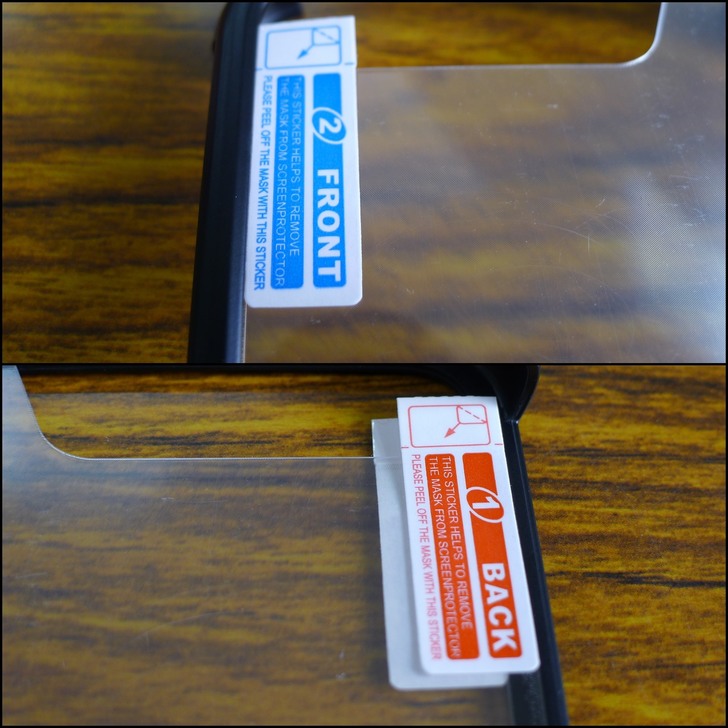 2 FRONT
THIS STICKER HELPS TO REMOVE
THE MASK FROM SCREENPROTECTOR
PLEASE PEEL OFF THE MASK WITH THIS STICKER
1 BACK
THIS STICKER HELPS TO REMOVE
THE MASK FROM SCREENPROTECTOR
PLEASE PEEL OFF THE MASK WITH THIS STICKER